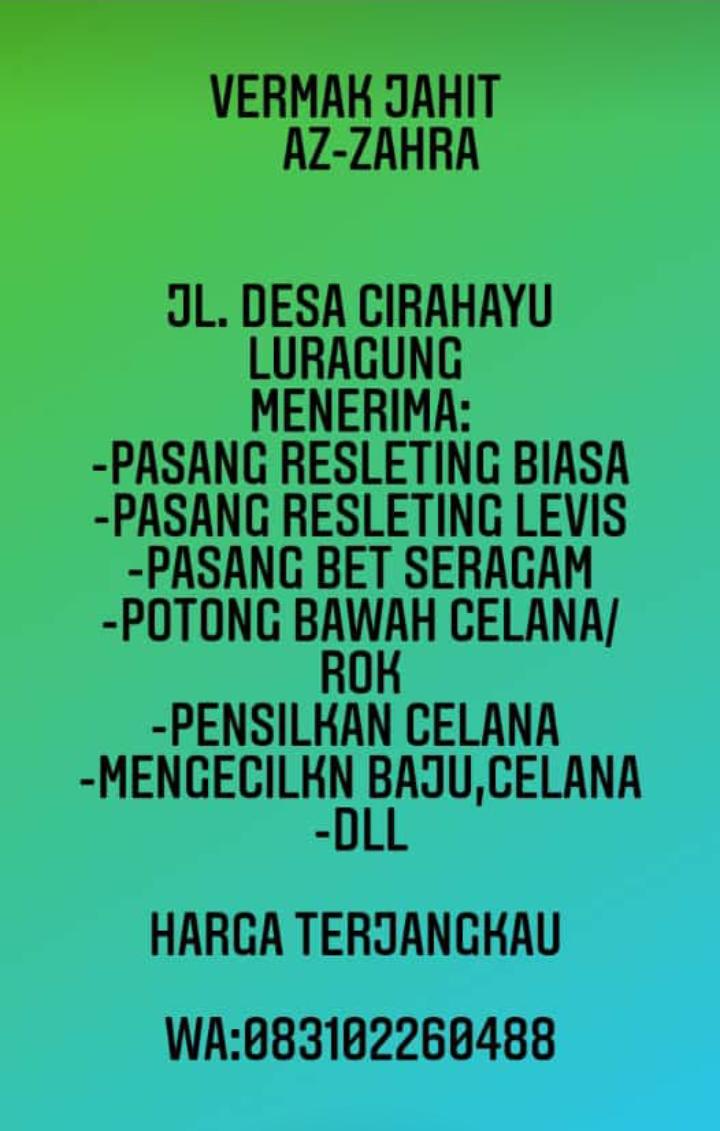 VERMAK JAHIT
AZ-ZAHRA
JL. DESA CIRAHAYU
LURAGUNG
MENERIMA:
-PASANG RESLETING BIASA
-PASANG RESLETING LEVIS
-PASANG BET SERAGAM
-POTONG BAWAH CELANA/
ROK
-PENSILKAN CELANA
-MENGECILKN BAJU,CELANA
-DLL
HARGA TERJANGKAU
WA:083102260488